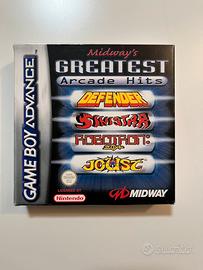 GAME BOY ADVANCE
Midway's
GREATEST
Arcade Hits
DEFENDER
SINISTAR
ROBOTRON:
2084
JOUST
LICENSED BY
Nintendo
MIDWAY